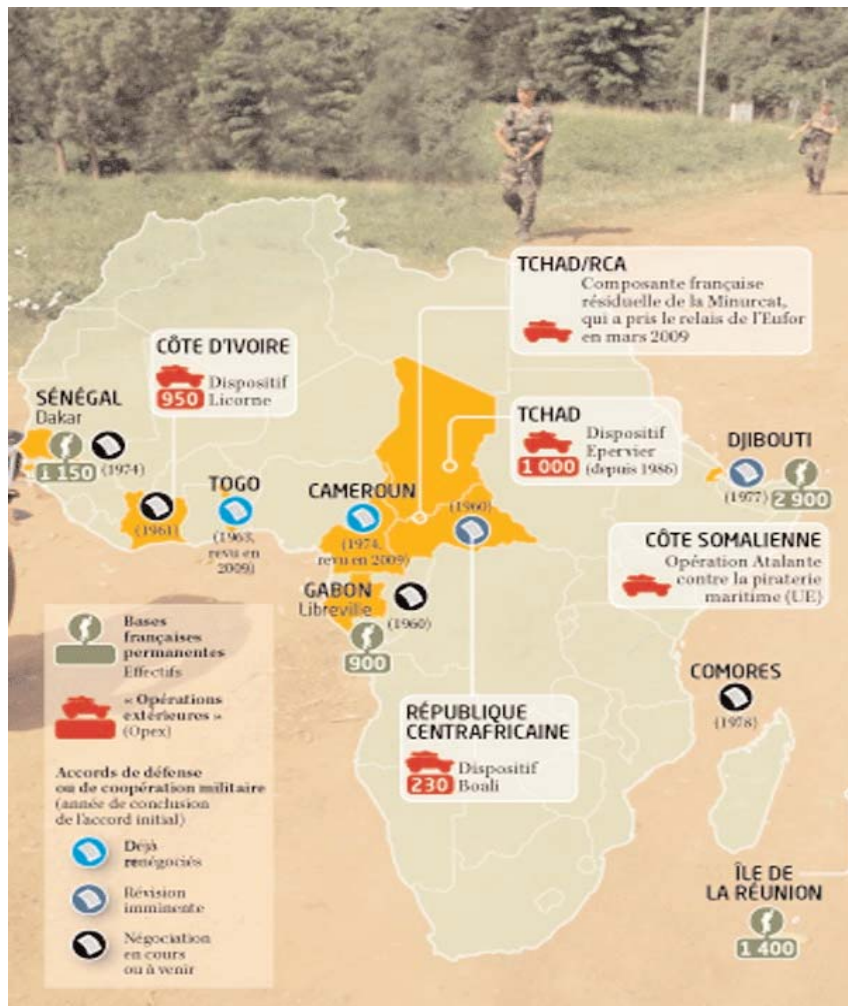 TCHAD/RCA
Composante française
résiduelle de la Minurcat,
qui a pris le relais de l'Eufor
en mars 2009
CÔTE D'IVOIRE
950
Dispositif
Licorne
SÉNÉGAL
Dakar
1 150
(1974)
TCHAD
1 000
Dispositif
Epervier
(depuis 1986)
DJIBOUTI
(1977)
2 900
TOGO
(1963,
revu en
2009)
CAMEROUN
(1974,
revu en 2009)
(1960)
(1961)
CÔTE SOMALIENNE
Opération Atalante
contre la piraterie
maritime (UE)
GABON
Libreville
(1960)
900
COMORES
(1978)
RÉPUBLIQUE
CENTRAFRICAINE
230
Dispositif
Boali
ÎLE DE
LA RÉUNION
1 400
Bases
françaises
permanentes
Effectifs
« Opérations
extérieures »
(Opex)
Accords de défense
ou de coopération militaire
(année de conclusion
de l'accord initial)
Déjà
renégociés
Révision
imminente
Négociation
en cours
ou à venir